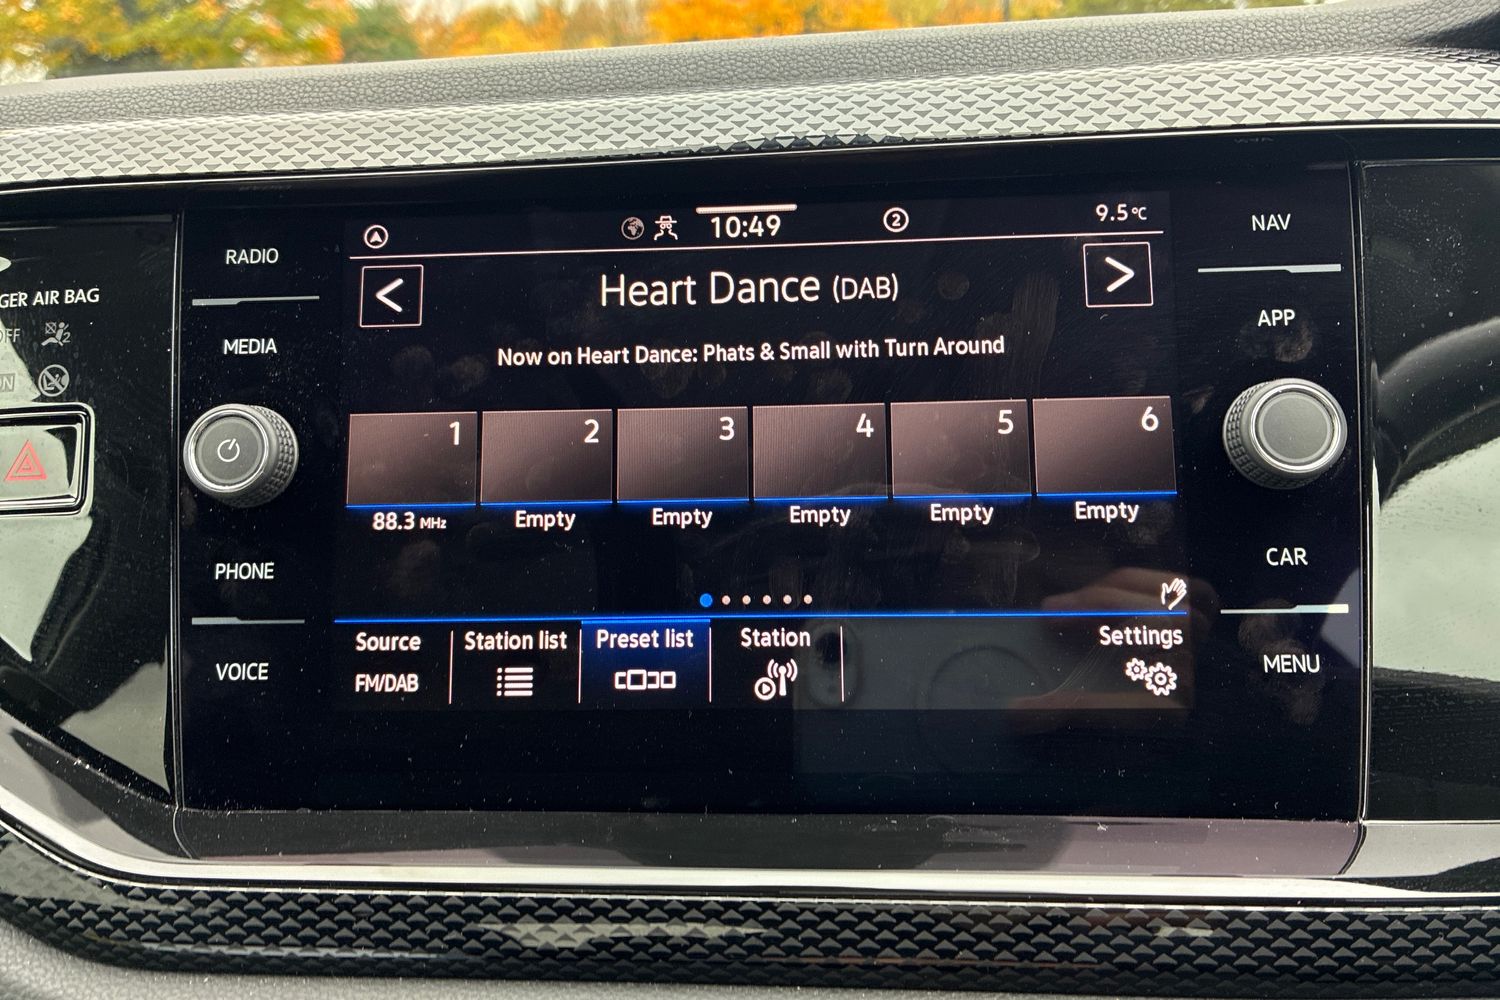 10:49
2
9.5°C
RADIO
NAV
Heart Dance (DAB)
GER AIR BAG
MEDIA
APP
Now on Heart Dance: Phats & Small with Turn Around
1 2 3 4 5 6
88.3 MHz Empty Empty Empty Empty Empty
PHONE
CAR
Source Station list Preset list Station Settings
FM/DAB
VOICE
MENU